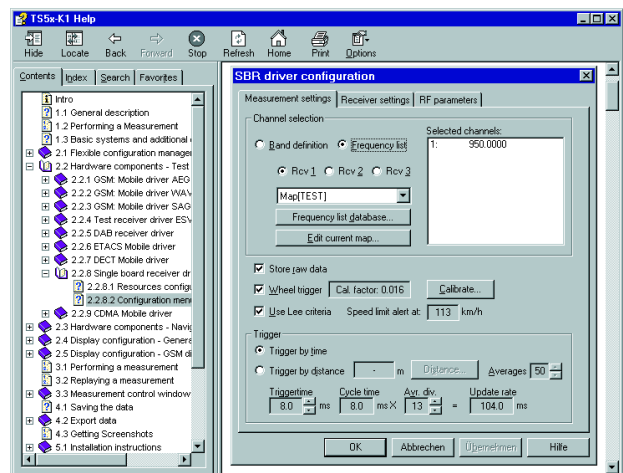 TS5x-K1 Help
Hide Locate Back Forward Stop Refresh Home Print Options
Contents Index Search Favorites
Intro
1.1 General description
1.2 Performing a Measurement
1.3 Basic systems and additional
2.1 Flexible configuration manage
2.2 Hardware components - Test
2.2.1 GSM: Mobile driver AEG
2.2.2 GSM: Mobile driver WAV
2.2.3 GSM: Mobile driver SAG
2.2.4 Test receiver driver ESV
2.2.5 DAB receiver driver
2.2.6 ETACS Mobile driver
2.2.7 DECT Mobile driver
2.2.8 Single board receiver dr
2.2.8.1 Resources configu
2.2.8.2 Configuration menu
2.2.9 CDMA Mobile driver
2.3 Hardware components - Navig
2.4 Display configuration - Genera
2.5 Display configuration - GSM di
3.1 Performing a measurement
3.2 Replaying a measurement
3.3 Measurement control window
4.1 Saving the data
4.2 Export data
4.3 Getting Screenshots
5.1 Installation instructions
SBR driver configuration
Measurement settings Receiver settings RF parameters
Channel selection
Band definition Frequency list
Rcv 1 Rcv 2 Rcv 3
Map[TEST]
Frequency list database...
Edit current map...
Selected channels:
1: 950.0000
Store raw data
Wheel trigger Cal. factor: 0.016 Calibrate...
Use Lee criteria Speed limit alert at: 113 km/h
Trigger
Trigger by time
Trigger by distance - m Distance... Averages 50
Triggertime Cycle time Avr. div. Update rate
8.0 ms 8.0 ms X 13 = 104.0 ms
OK Abbrechen Übernehmen Hilfe